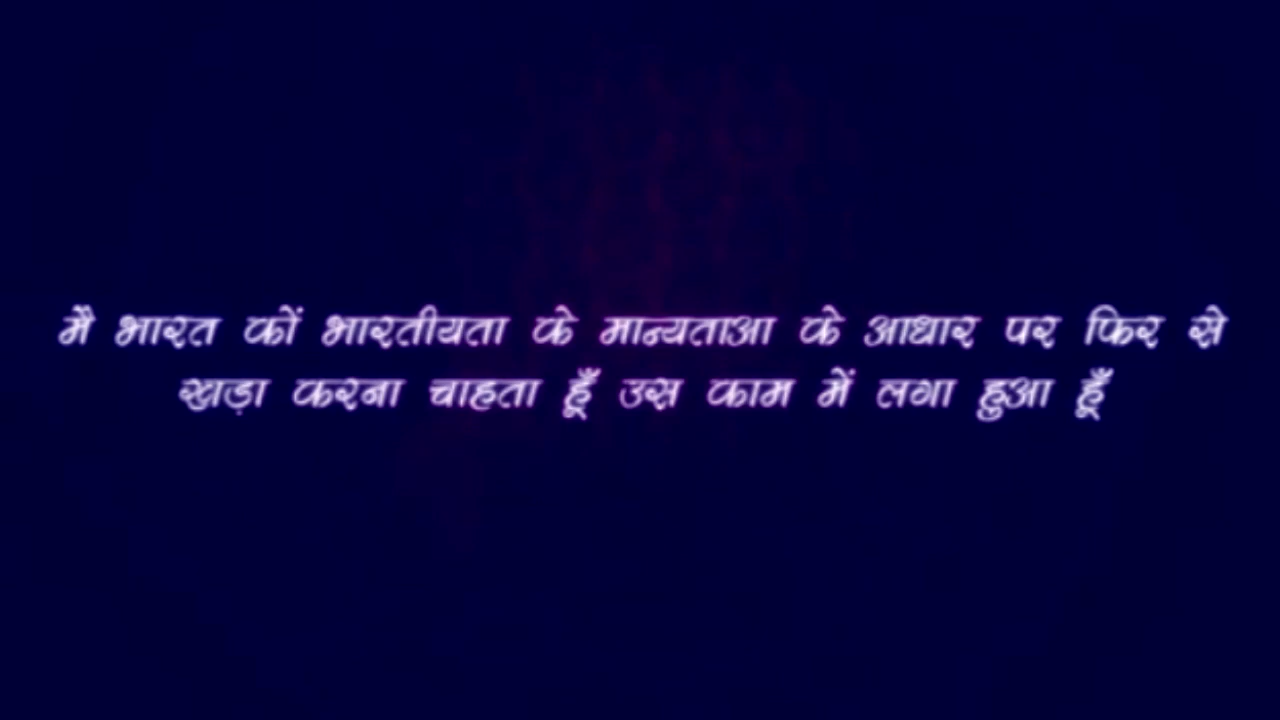 मै भारत कों भारतीयता के मान्यताआ के आधार पर फिर से
खड़ा करना चाहता हूँ उस काम में लगा हुआ हूँ